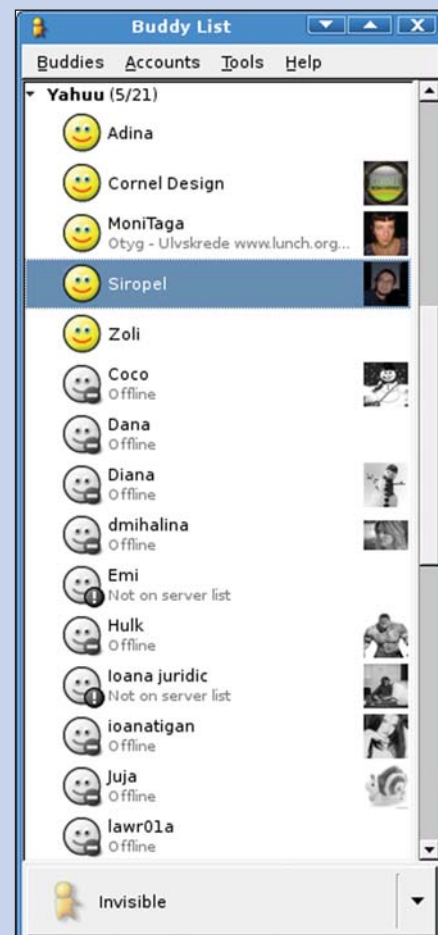 Buddy List
Buddies Accounts Tools Help
Yahuu (5/21)
Adina
Cornel Design
MoniTaga
Otyg - Ulvskrede www.lunch.org...
Siropel
Zoli
Coco
Offline
Dana
Offline
Diana
Offline
dmihalina
Offline
Emi
Not on server list
Hulk
Offline
Ioana juridic
Not on server list
ioanatigan
Offline
Juja
Offline
lawr01a
Offline
Invisible